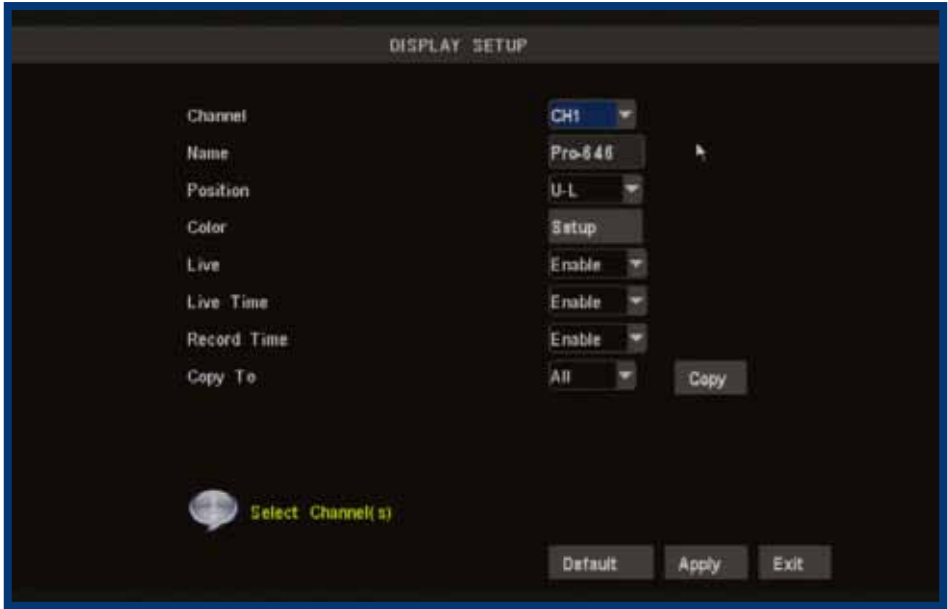 DISPLAY SETUP
Channel CH1
Name Pro-646
Position U-L
Color Setup
Live Enable
Live Time Enable
Record Time Enable
Copy To All Copy
Select Channel(s)
Default Apply Exit